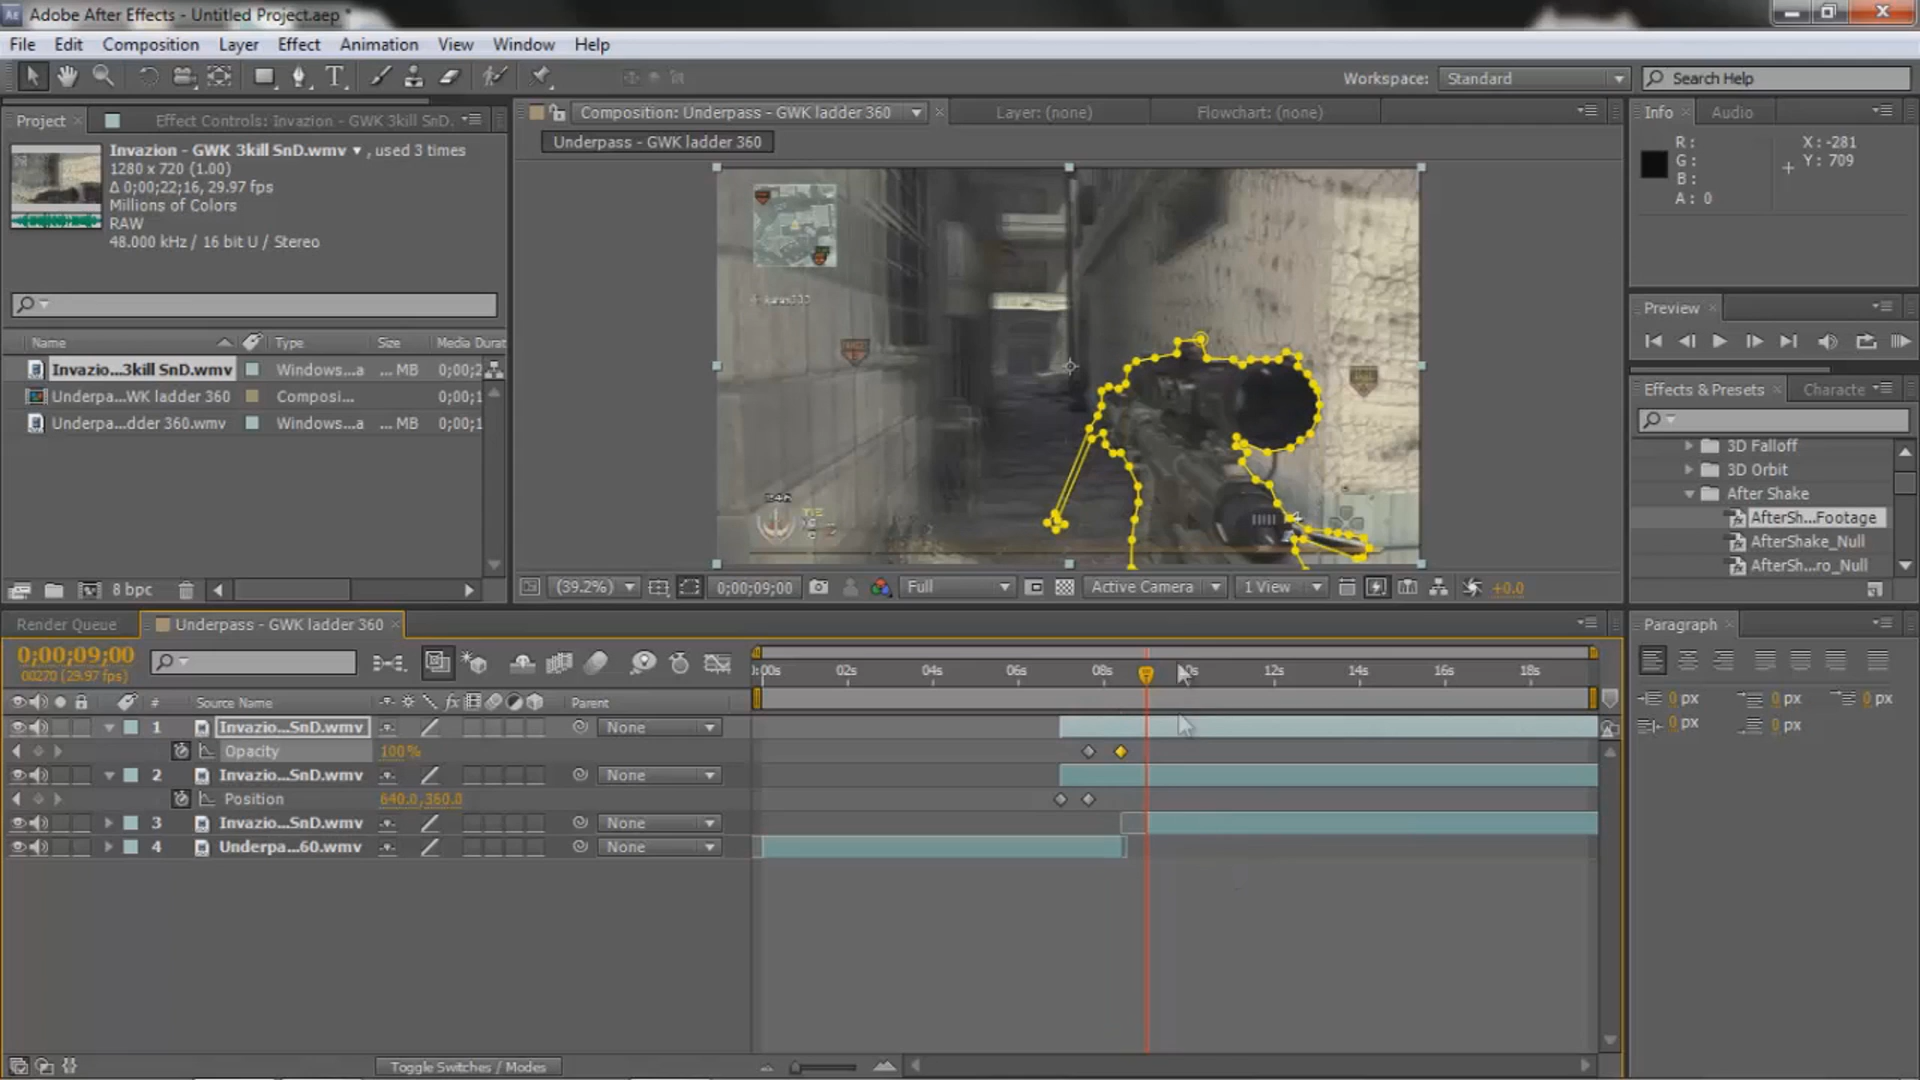 Adobe After Effects - Untitled Project.aep *
File Edit Composition Layer Effect Animation View Window Help
Workspace: Standard Search Help
Project Effect Controls: Invazion - GWK 3kill SnD.
Composition: Underpass - GWK ladder 360 Layer: (none) Flowchart: (none)
Info Audio
Underpass - GWK ladder 360
Invazion - GWK 3kill SnD.wmv ▼, used 3 times
1280 x 720 (1.00)
Δ 0;00;22;16, 29.97 fps
Millions of Colors
RAW
48.000 kHz / 16 bit U / Stereo
R: X: -281
G: Y: 709
B:
A: 0
Preview
Name Type Size Media Durat
Invazio...3kill SnD.wmv Windows...a ... MB 0;00;2
Underpa...WK ladder 360 Composi... 0;00;1
Underpa...dder 360.wmv Windows...a ... MB 0;00;1
Effects & Presets Characte
3D Falloff
3D Orbit
After Shake
AfterSh...Footage
AfterShake_Null
AfterSh...ro_Null
8 bpc
(39.2%) 0;00;09;00 Full Active Camera 1 View +0.0
Render Queue Underpass - GWK ladder 360
0;00;09;00
00270 (29.97 fps)
Paragraph
0 px 0 px 0 px
0 px 0 px
:00s 02s 04s 06s 08s 0s 12s 14s 16s 18s
# Source Name fx Parent
1 Invazio...SnD.wmv None
Opacity 100%
2 Invazio...SnD.wmv None
Position 640.0,360.0
3 Invazio...SnD.wmv None
4 Underpa...60.wmv None
Toggle Switches / Modes